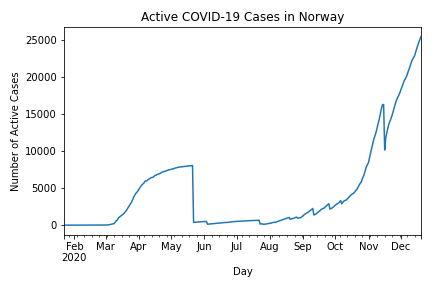 Active COVID-19 Cases in Norway
Number of Active Cases
25000
20000
15000
10000
5000
0
Feb Mar Apr May Jun Jul Aug Sep Oct Nov Dec
2020
Day